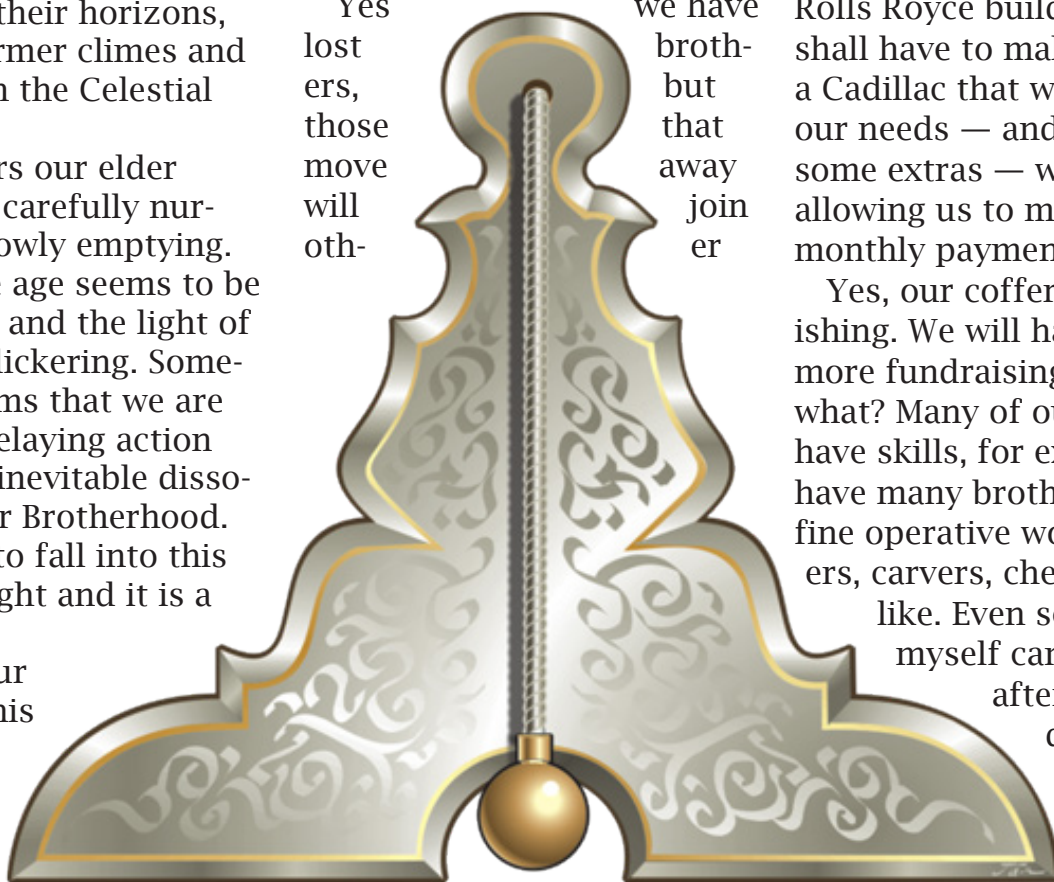 their horizons,
rmer climes and
n the Celestial
rs our elder
carefully nur-
owly emptying.
e age seems to be
and the light of
lickering. Some-
ms that we are
elaying action
inevitable disso-
r Brotherhood.
to fall into this
ght and it is a
ur
his
Yes we have
lost broth-
ers, but
those that
move away
will join
oth- er
Rolls Royce build
shall have to mak
a Cadillac that w
our needs — and
some extras — w
allowing us to m
monthly paymen
Yes, our coffer
ishing. We will ha
more fundraising
what? Many of ou
have skills, for ex
have many broth
fine operative wo
ers, carvers, che
like. Even so
myself car
after